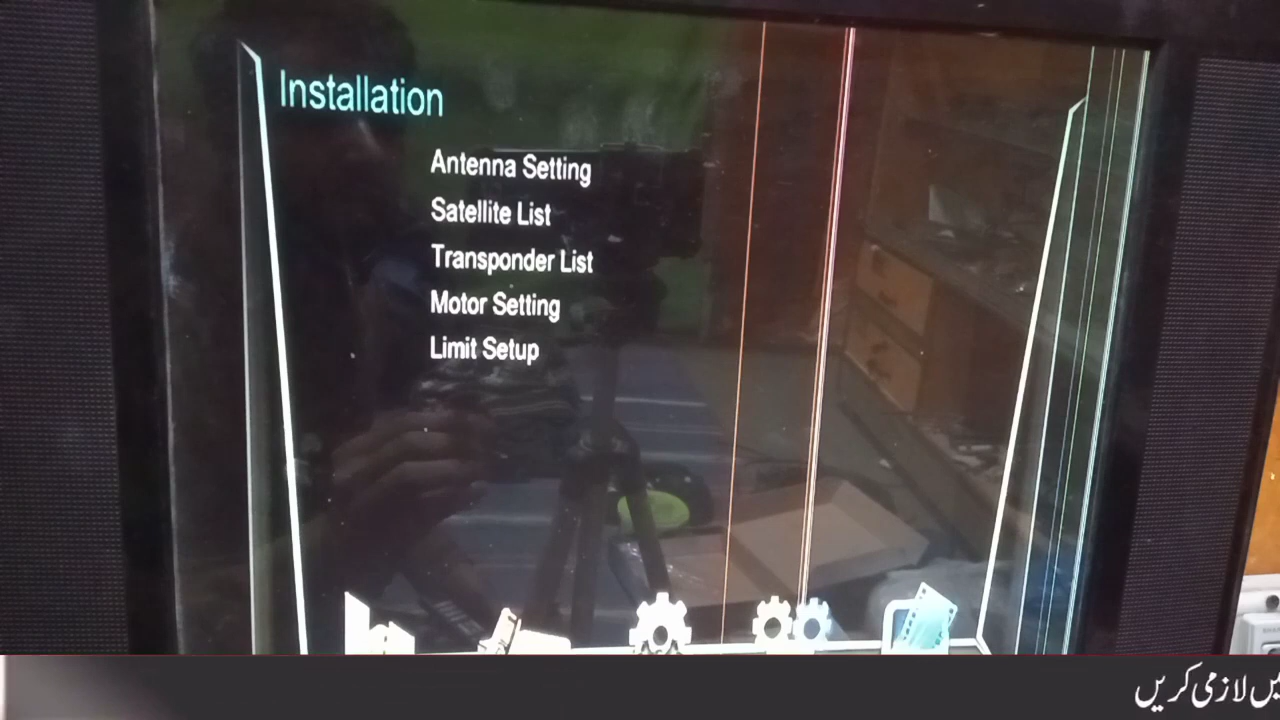 Installation
Antenna Setting
Satellite List
Transponder List
Motor Setting
Limit Setup
لازمی کریں